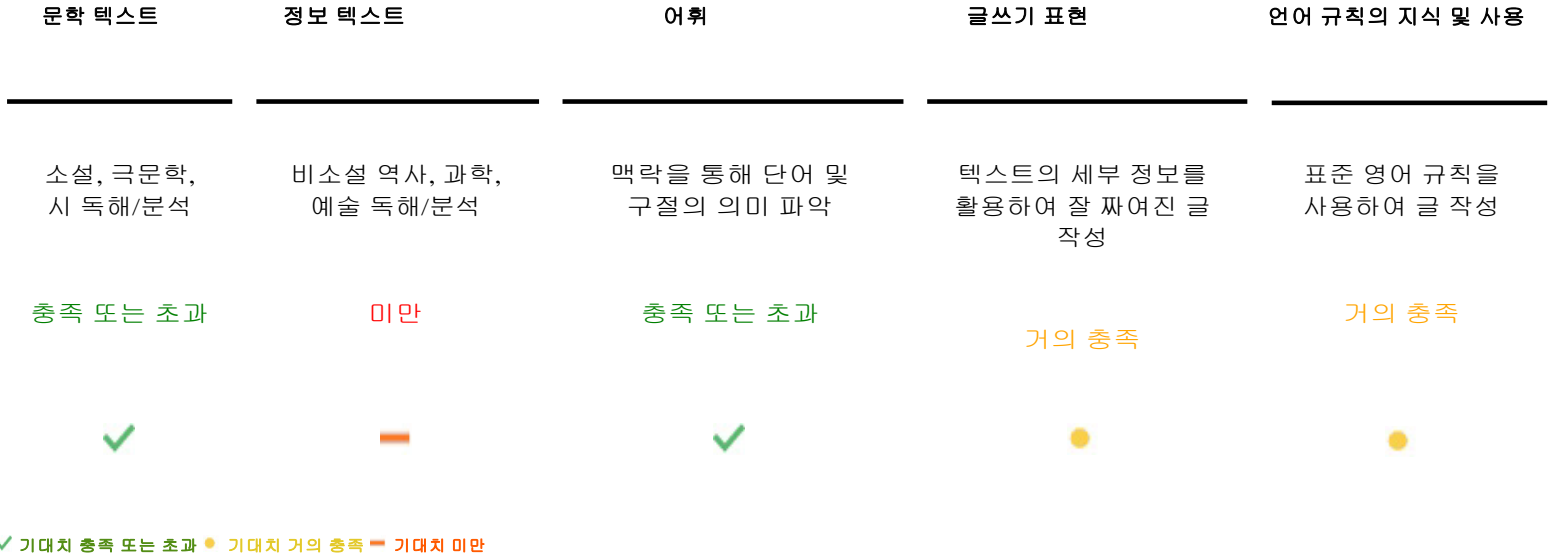 문학 텍스트
정보 텍스트
어휘
글쓰기 표현
언어 규칙의 지식 및 사용
소설, 극문학,
시 독해/분석
비소설 역사, 과학,
예술 독해/분석
맥락을 통해 단어 및
구절의 의미 파악
텍스트의 세부 정보를
활용하여 잘 짜여진 글
작성
표준 영어 규칙을
사용하여 글 작성
충족 또는 초과
미만
충족 또는 초과
거의 충족
거의 충족
기대치 충족 또는 초과 기대치 거의 충족 기대치 미만